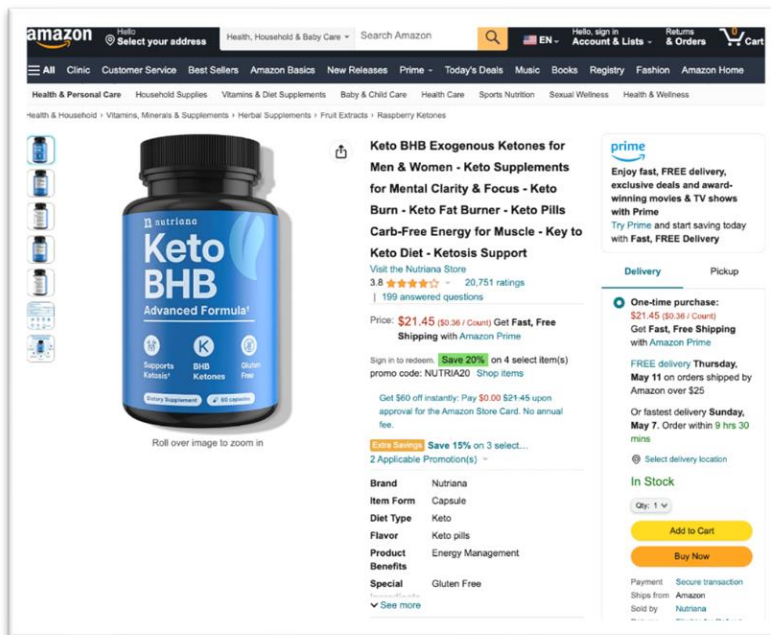 amazon
Hello
Select your address
Health, Household & Baby Care
Search Amazon
EN
Hello, sign in
Account & Lists
Returns
& Orders
0
Cart
All Clinic Customer Service Best Sellers Amazon Basics New Releases Prime Today's Deals Music Books Registry Fashion Amazon Home
Health & Personal Care Household Supplies Vitamins & Diet Supplements Baby & Child Care Health Care Sports Nutrition Sexual Wellness Health & Wellness
Health & Household › Vitamins, Minerals & Supplements › Herbal Supplements › Fruit Extracts › Raspberry Ketones
nutriana
Keto
BHB
Advanced Formula†
Supports
Ketosis†
K
BHB
Ketones
Gluten
Free
Dietary Supplement
60 capsules
Roll over image to zoom in
Keto BHB Exogenous Ketones for
Men & Women - Keto Supplements
for Mental Clarity & Focus - Keto
Burn - Keto Fat Burner - Keto Pills
Carb-Free Energy for Muscle - Key to
Keto Diet - Ketosis Support
Visit the Nutriana Store
3.8 20,751 ratings
| 199 answered questions
Price: $21.45 ($0.36 / Count) Get Fast, Free
Shipping with Amazon Prime
Sign in to redeem. Save 20% on 4 select item(s)
promo code: NUTRIA20 Shop items
Get $60 off instantly: Pay $0.00 $21.45 upon
approval for the Amazon Store Card. No annual
fee.
Extra Savings Save 15% on 3 select...
2 Applicable Promotion(s)
Brand Nutriana
Item Form Capsule
Diet Type Keto
Flavor Keto pills
Product Energy Management
Benefits
Special Gluten Free
See more
prime
Enjoy fast, FREE delivery,
exclusive deals and award-
winning movies & TV shows
with Prime
Try Prime and start saving today
with Fast, FREE Delivery
Delivery Pickup
One-time purchase:
$21.45 ($0.36 / Count)
Get Fast, Free Shipping
with Amazon Prime
FREE delivery Thursday,
May 11 on orders shipped by
Amazon over $25
Or fastest delivery Sunday,
May 7. Order within 9 hrs 30
mins
Select delivery location
In Stock
Qty: 1
Add to Cart
Buy Now
Payment Secure transaction
Ships from Amazon
Sold by Nutriana